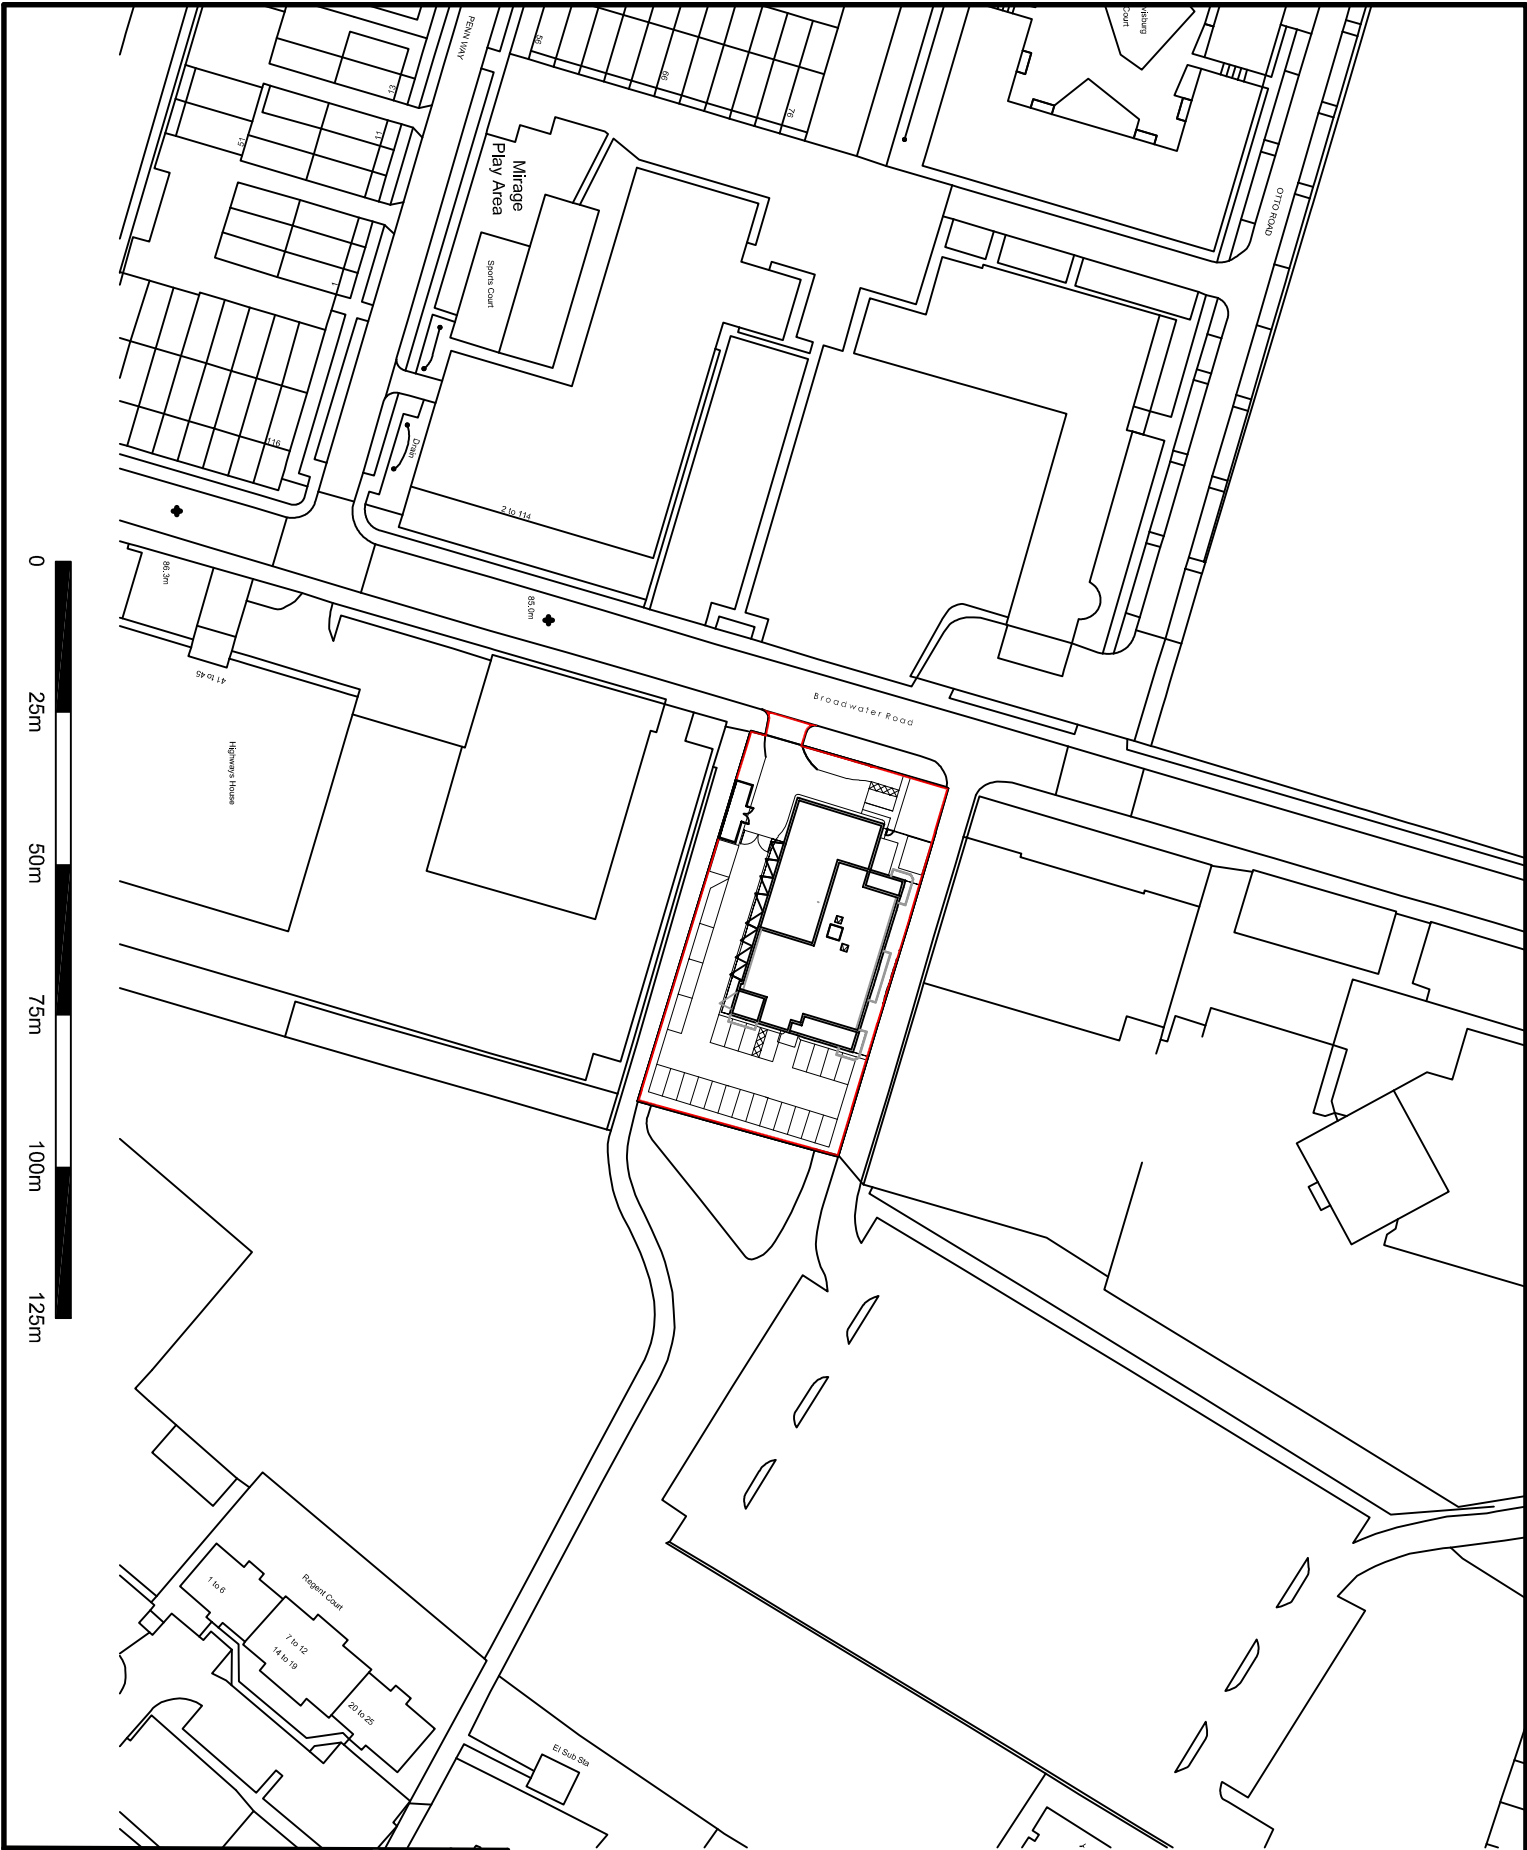 PENN WAY
56
66
76
visburg
Court
OTTO ROAD
13
11
51
1
116
Mirage
Play Area
Sports Court
Drain
2 to 114
86.3m
85.0m
41 to 45
Highways House
Broadwater Road
0
25m
50m
75m
100m
125m
Regent Court
1 to 6
7 to 12
14 to 19
20 to 25
El Sub Sta